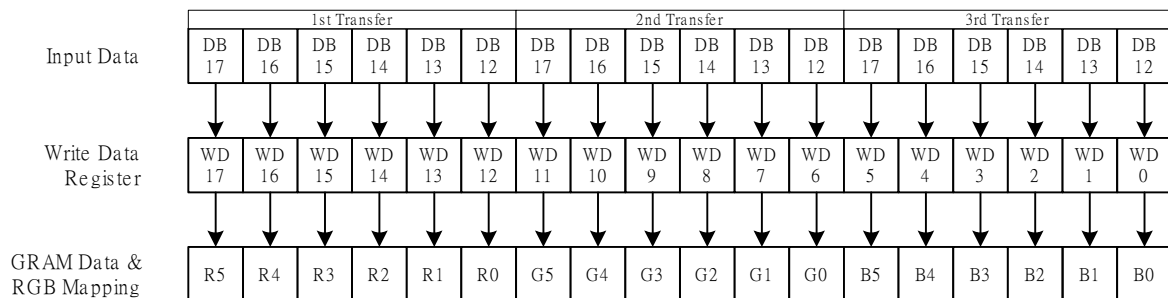 1st Transfer 2nd Transfer 3rd Transfer
Input Data DB 17 DB 16 DB 15 DB 14 DB 13 DB 12 DB 17 DB 16 DB 15 DB 14 DB 13 DB 12 DB 17 DB 16 DB 15 DB 14 DB 13 DB 12
Write Data Register WD 17 WD 16 WD 15 WD 14 WD 13 WD 12 WD 11 WD 10 WD 9 WD 8 WD 7 WD 6 WD 5 WD 4 WD 3 WD 2 WD 1 WD 0
GRAM Data & RGB Mapping R5 R4 R3 R2 R1 R0 G5 G4 G3 G2 G1 G0 B5 B4 B3 B2 B1 B0